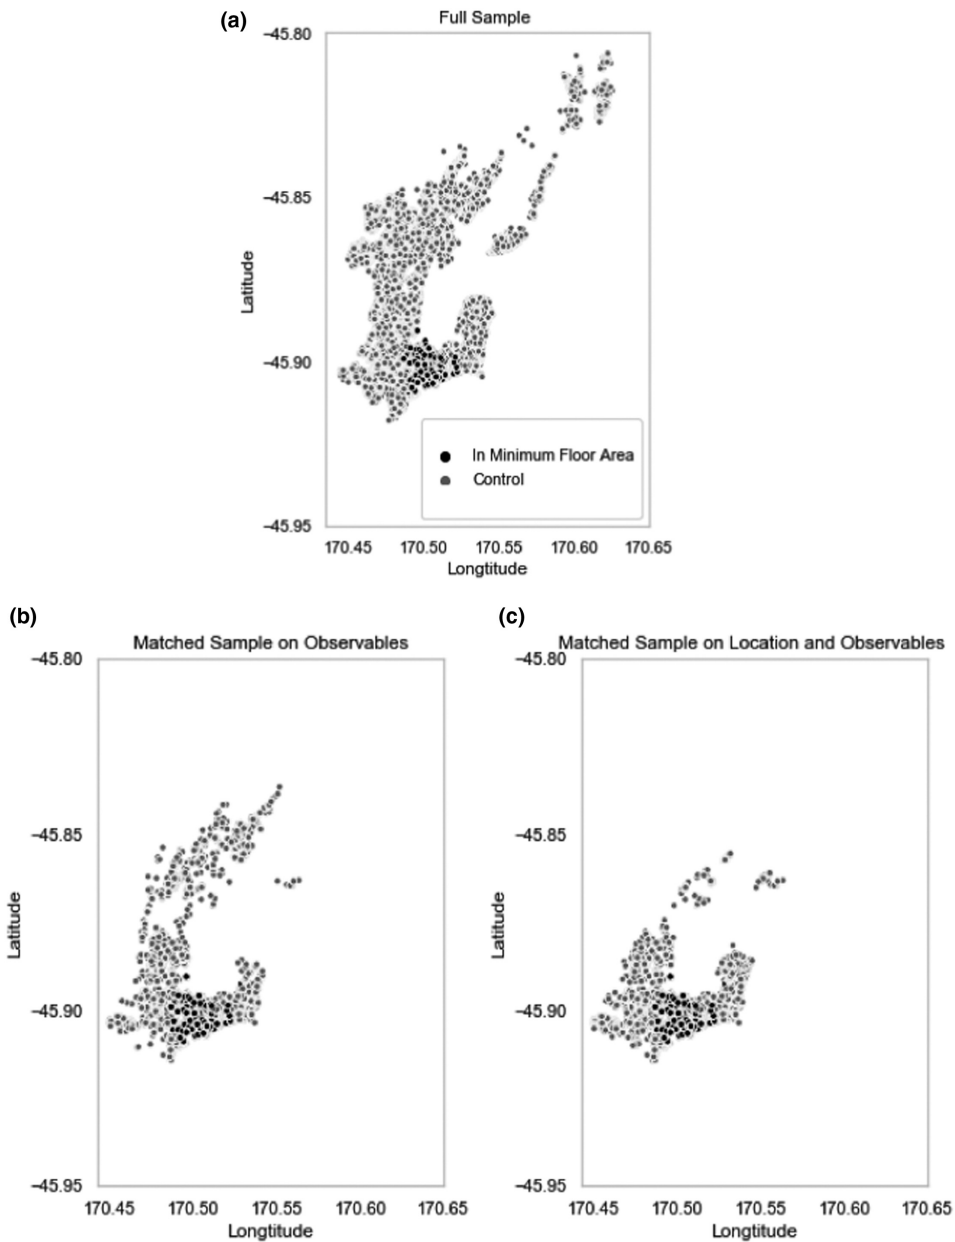 (a)
Full Sample
−45.80
−45.85
−45.90
−45.95
Latitude
In Minimum Floor Area
Control
170.45 170.50 170.55 170.60 170.65
Longtitude
(b)
Matched Sample on Observables
−45.80
−45.85
−45.90
−45.95
Latitude
170.45 170.50 170.55 170.60 170.65
Longtitude
(c)
Matched Sample on Location and Observables
−45.80
−45.85
−45.90
−45.95
Latitude
170.45 170.50 170.55 170.60 170.65
Longtitude